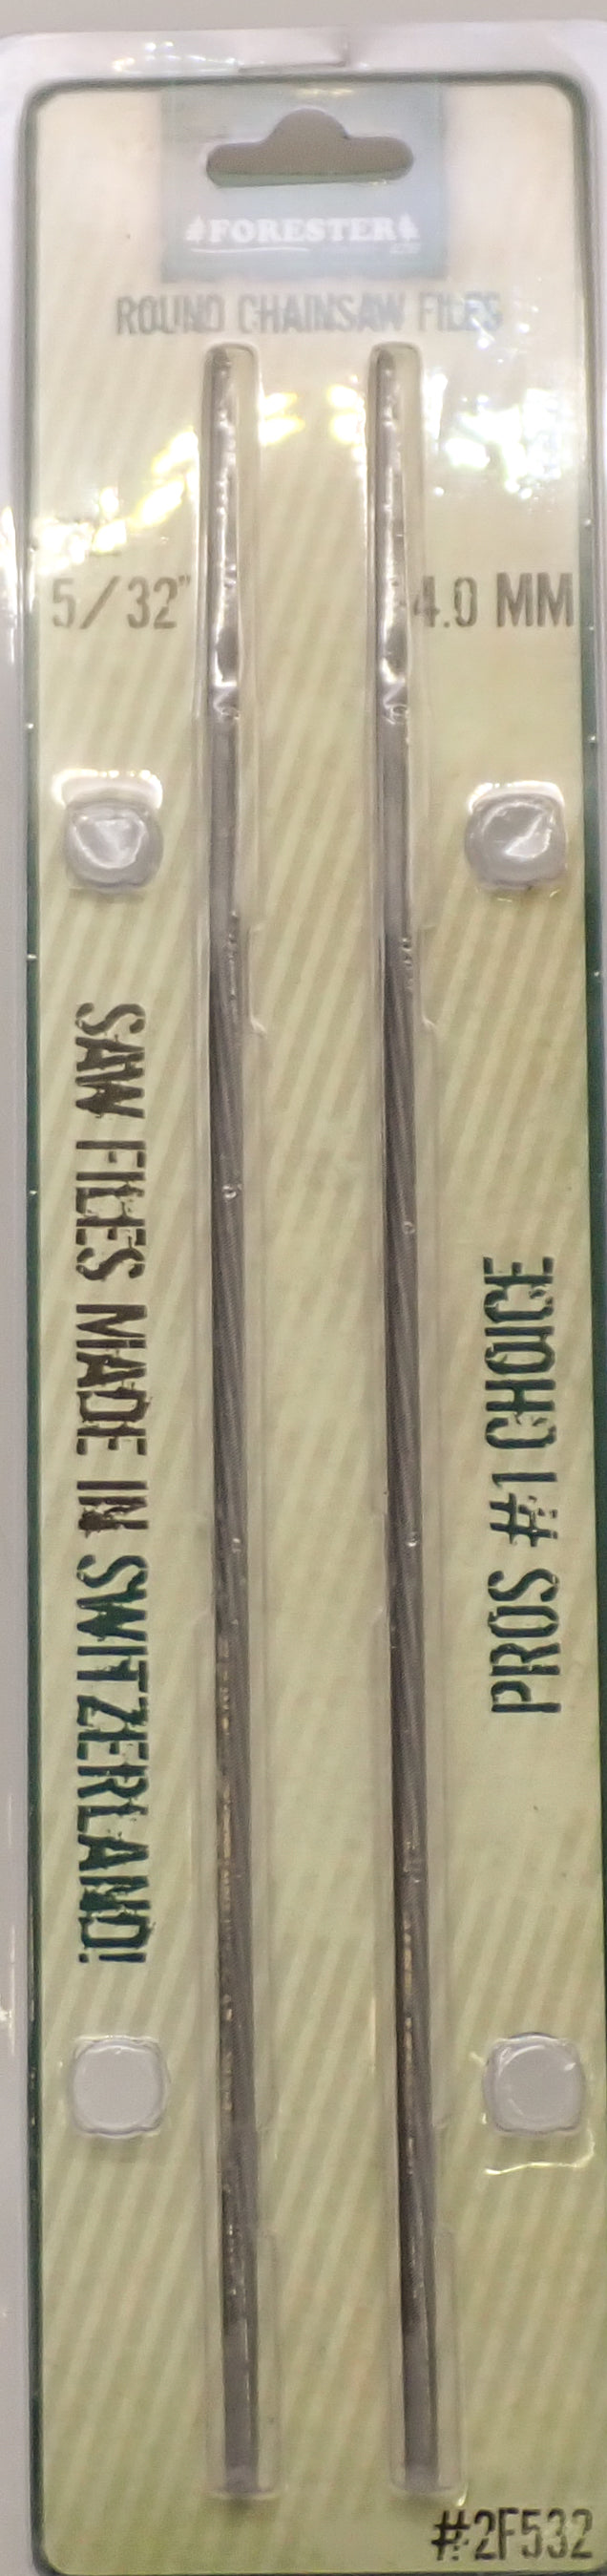 FORESTER
ROUND CHAINSAW FILES
5/32"
4.0 MM
SAW FILES MADE IN SWITZERLAND!
PROS #1 CHOICE
#2F532